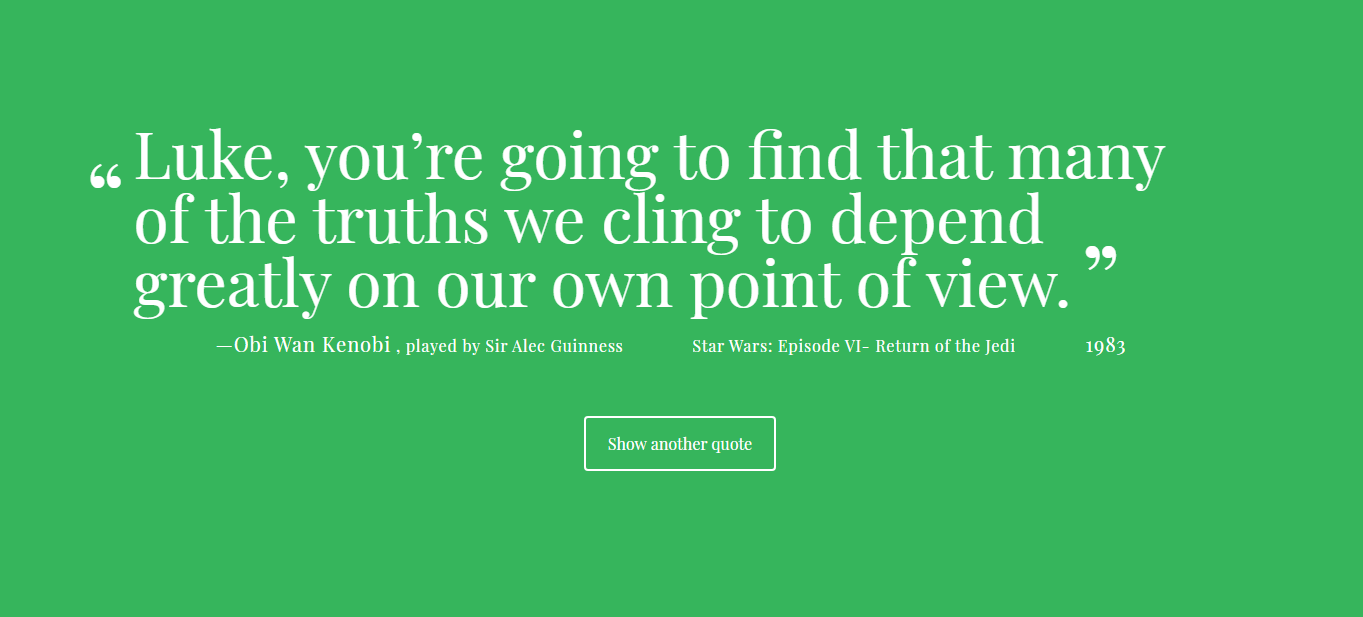 “Luke, you’re going to find that many
of the truths we cling to depend
greatly on our own point of view.”
—Obi Wan Kenobi , played by Sir Alec Guinness Star Wars: Episode VI– Return of the Jedi 1983
Show another quote